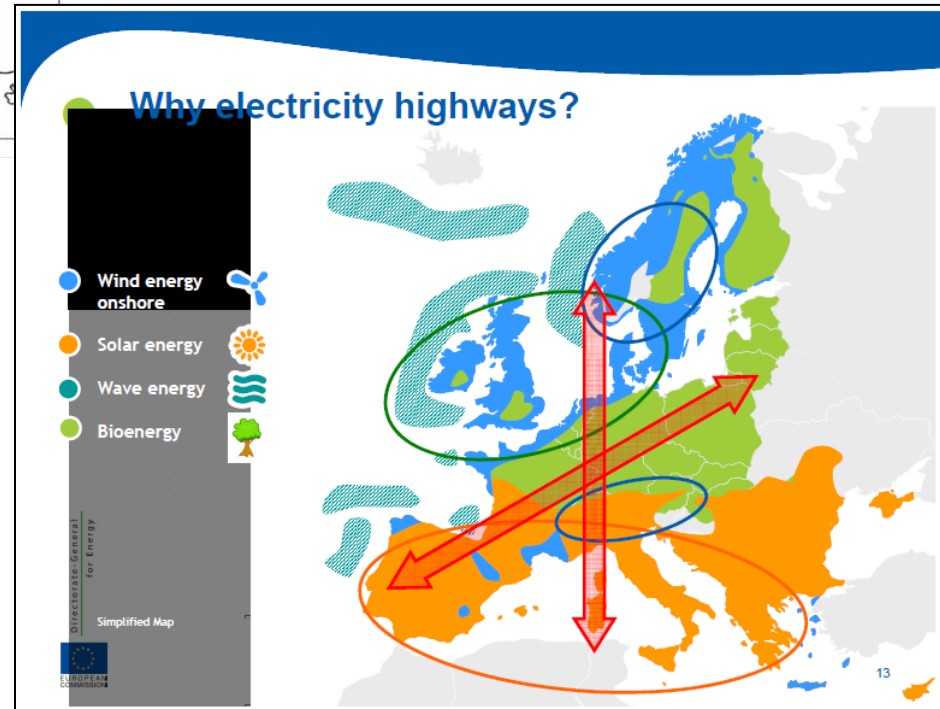 Why electricity highways?
Wind energy
onshore
Solar energy
Wave energy
Bioenergy
Directorate-General
for Energy
Simplified Map
EUROPEAN
COMMISSION
13